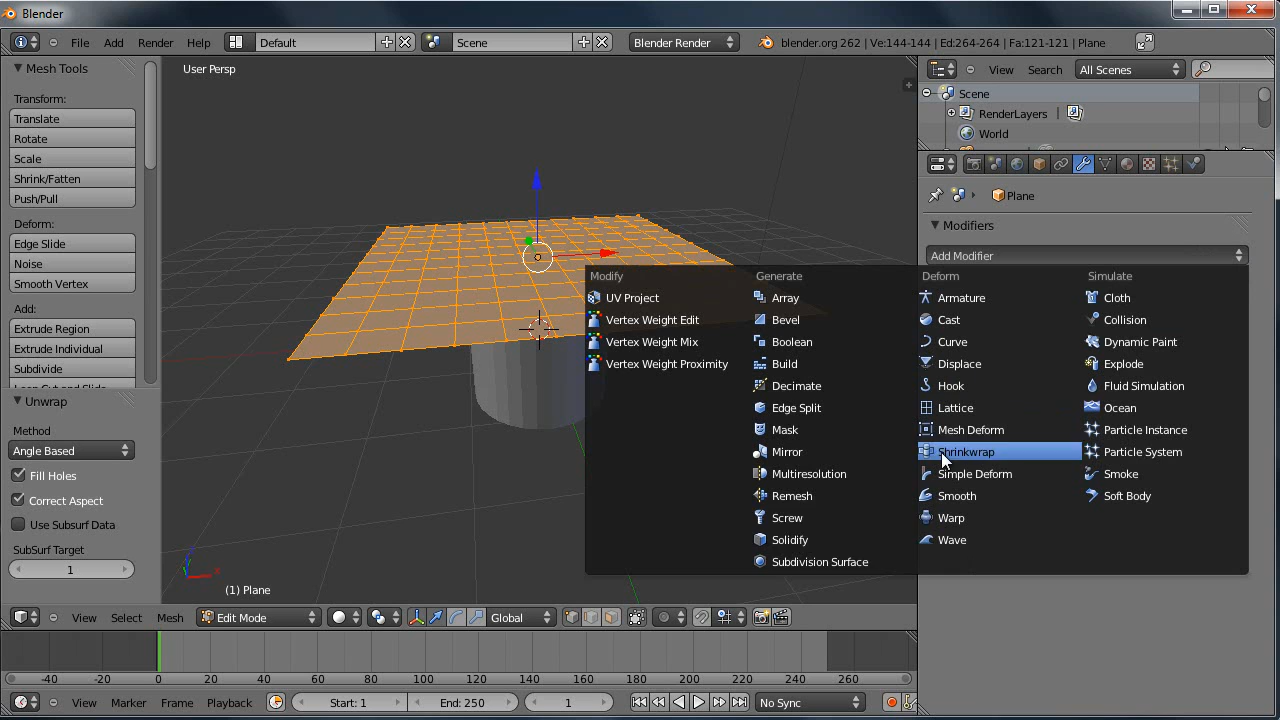 Blender
File Add Render Help Default Scene Blender Render blender.org 262 | Ve:144-144 | Ed:264-264 | Fa:121-121 | Plane
Mesh Tools
Transform:
Translate
Rotate
Scale
Shrink/Fatten
Push/Pull
Deform:
Edge Slide
Noise
Smooth Vertex
Add:
Extrude Region
Extrude Individual
Subdivide
Loop Cut and Slide
Unwrap
Method
Angle Based
Fill Holes
Correct Aspect
Use Subsurf Data
SubSurf Target
1
User Persp
(1) Plane
View Search All Scenes
Scene
RenderLayers
World
Plane
Modifiers
Add Modifier
Modify
UV Project
Vertex Weight Edit
Vertex Weight Mix
Vertex Weight Proximity
Generate
Array
Bevel
Boolean
Build
Decimate
Edge Split
Mask
Mirror
Multiresolution
Remesh
Screw
Solidify
Subdivision Surface
Deform
Armature
Cast
Curve
Displace
Hook
Lattice
Mesh Deform
Shrinkwrap
Simple Deform
Smooth
Warp
Wave
Simulate
Cloth
Collision
Dynamic Paint
Explode
Fluid Simulation
Ocean
Particle Instance
Particle System
Smoke
Soft Body
View Select Mesh Edit Mode Global
-40 -20 0 20 40 60 80 100 120 140 160 180 200 220 240 260
View Marker Frame Playback Start: 1 End: 250 1 No Sync